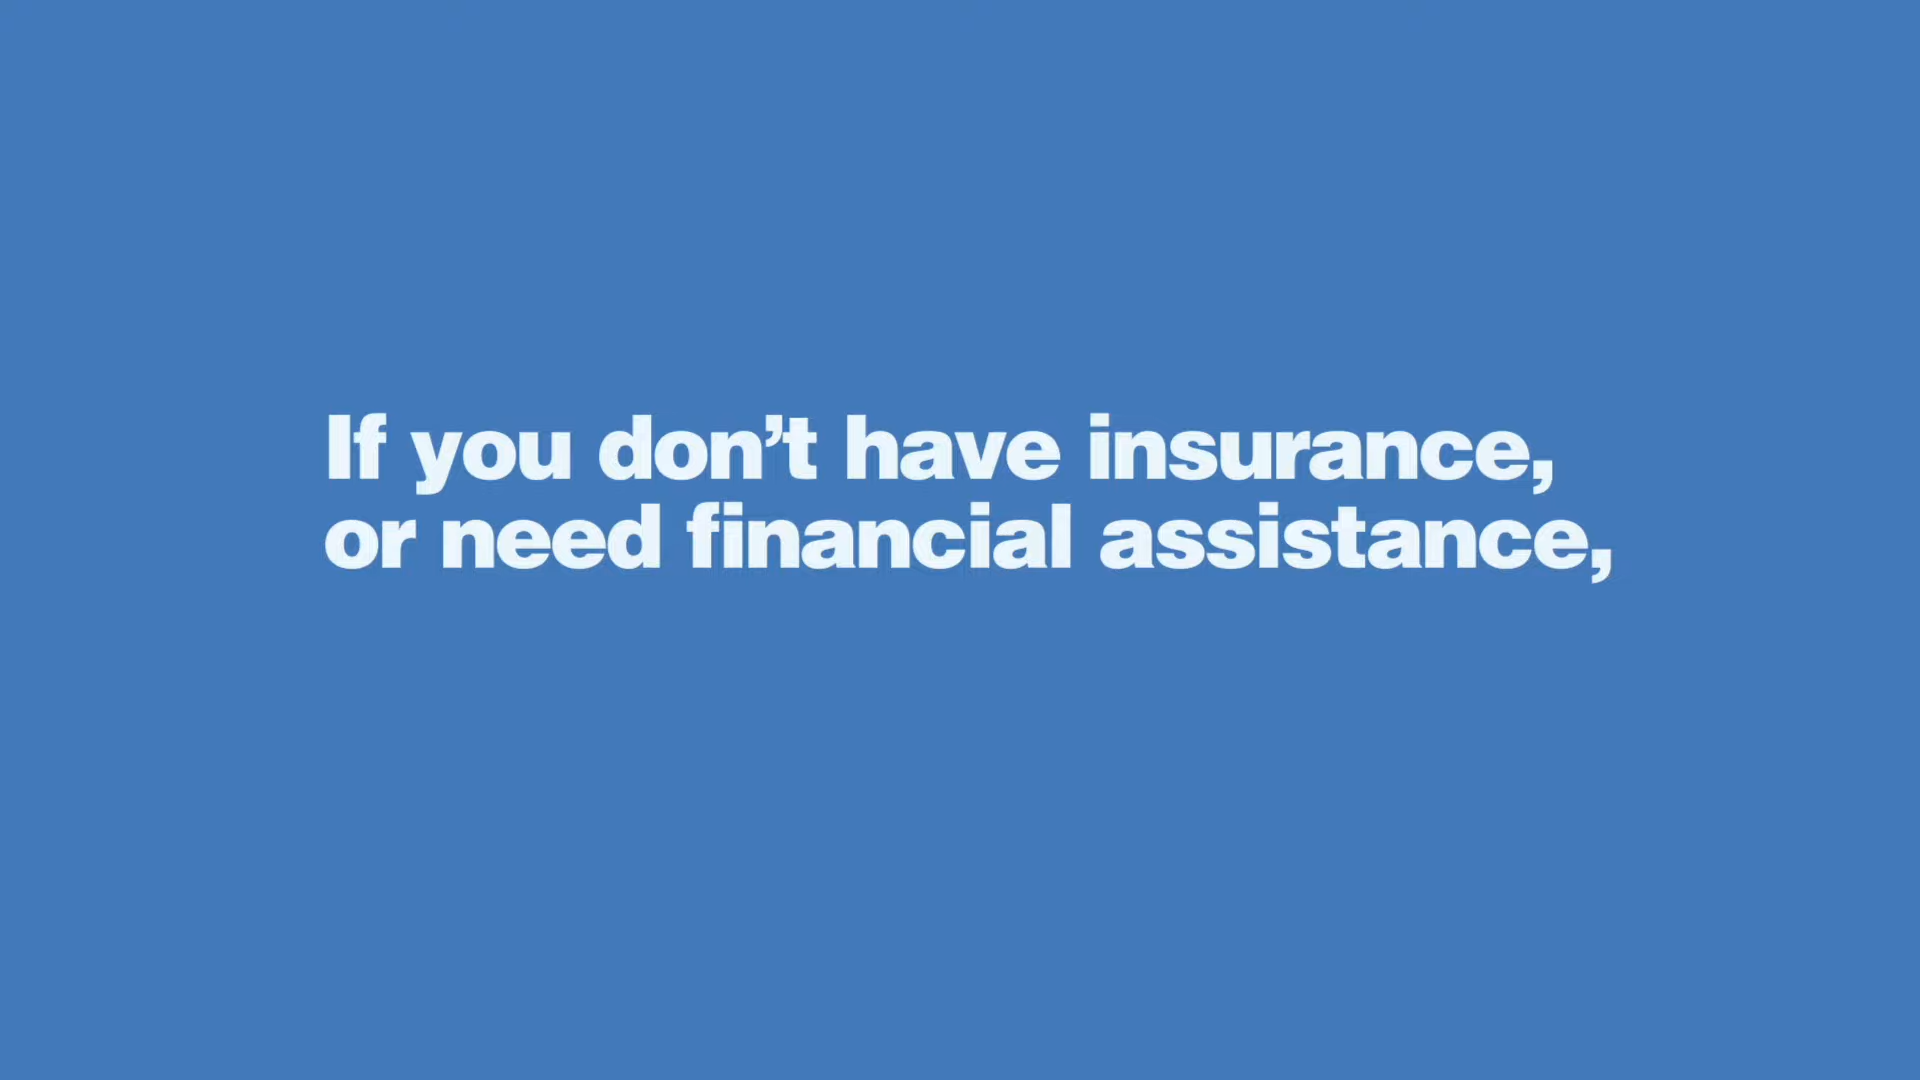 If you don’t have insurance,
or need financial assistance,